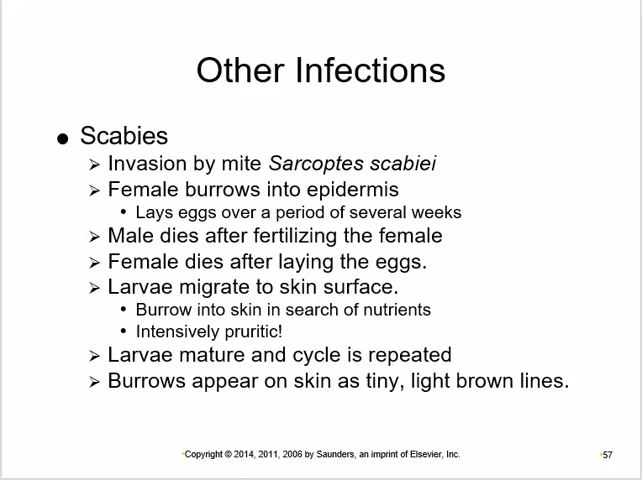 Other Infections
● Scabies
➢ Invasion by mite Sarcoptes scabiei
➢ Female burrows into epidermis
• Lays eggs over a period of several weeks
➢ Male dies after fertilizing the female
➢ Female dies after laying the eggs.
➢ Larvae migrate to skin surface.
• Burrow into skin in search of nutrients
• Intensively pruritic!
➢ Larvae mature and cycle is repeated
➢ Burrows appear on skin as tiny, light brown lines.
•Copyright © 2014, 2011, 2006 by Saunders, an imprint of Elsevier, Inc.
•57